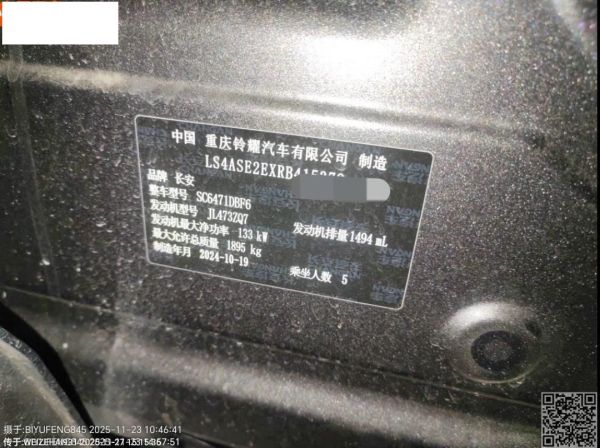 中国 重庆铃耀汽车有限公司 制造
LS4ASE2EXRB415
品牌 长安
整车型号 SC6471DBF6
发动机型号 JL473ZQ7 发动机排量 1494 mL
发动机最大净功率 133 kW
最大允许总质量 1895 kg
制造年月 2024-10-19 乘坐人数 5
摄于:BIYUFENG845 2025-11-23 10:46:41